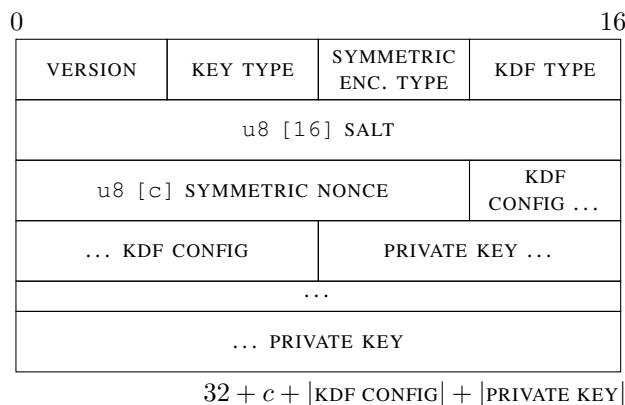 0 16
VERSION KEY TYPE SYMMETRIC ENC. TYPE KDF TYPE
u8 [16] SALT
u8 [c] SYMMETRIC NONCE KDF CONFIG ...
... KDF CONFIG PRIVATE KEY ...
...
... PRIVATE KEY
32 + c + |KDF CONFIG| + |PRIVATE KEY|